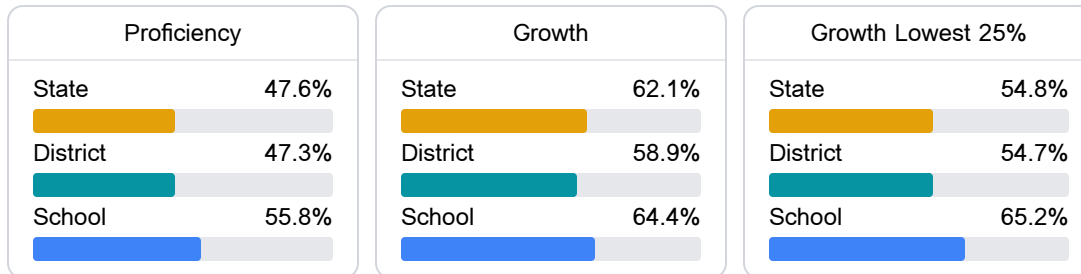 Proficiency
State 47.6%
District 47.3%
School 55.8%
Growth
State 62.1%
District 58.9%
School 64.4%
Growth Lowest 25%
State 54.8%
District 54.7%
School 65.2%